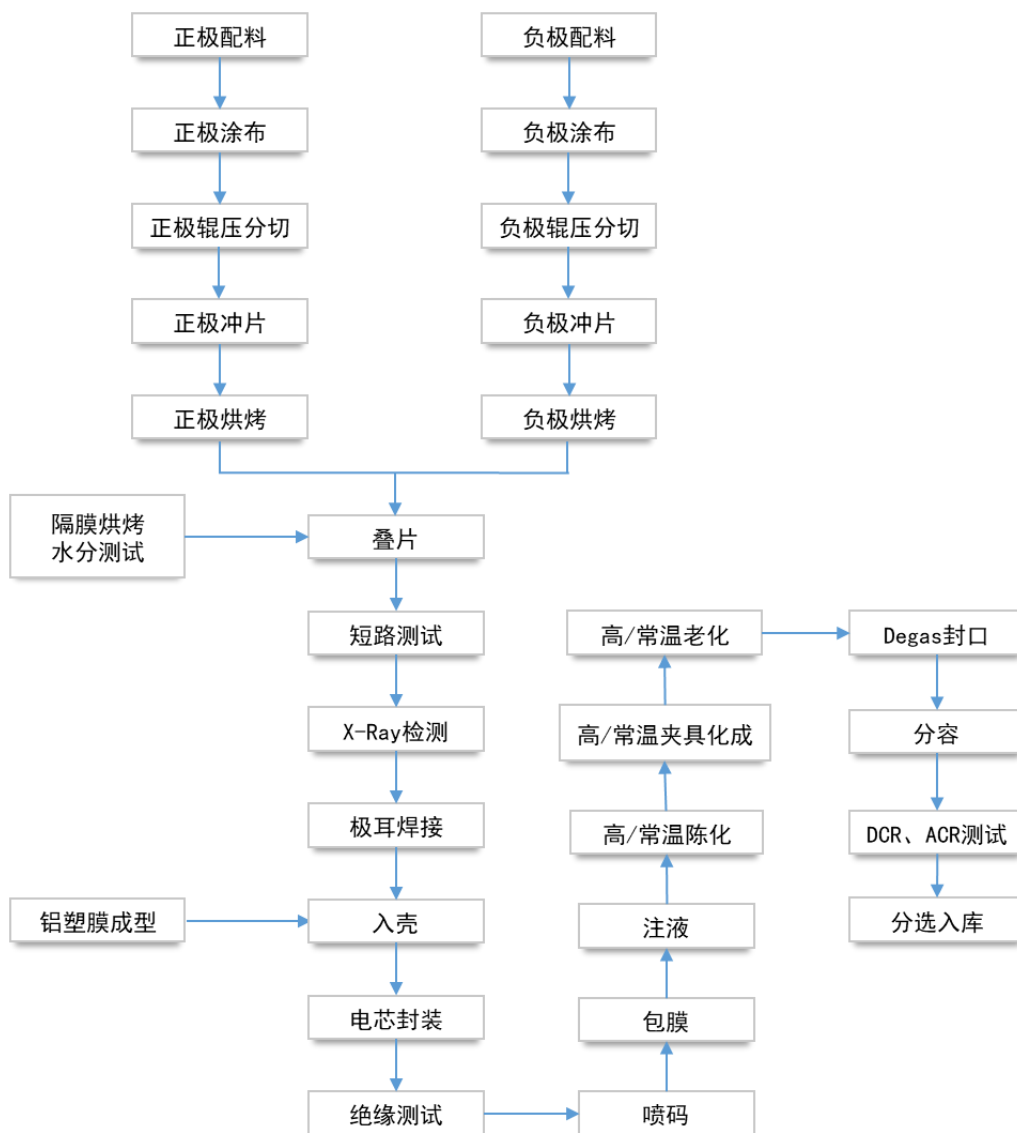 正极配料
负极配料
正极涂布
负极涂布
正极辊压分切
负极辊压分切
正极冲片
负极冲片
正极烘烤
负极烘烤
隔膜烘烤
水分测试
叠片
短路测试
X-Ray检测
极耳焊接
铝塑膜成型
入壳
电芯封装
绝缘测试
喷码
包膜
注液
高/常温陈化
高/常温夹具化成
高/常温老化
Degas封口
分容
DCR、ACR测试
分选入库